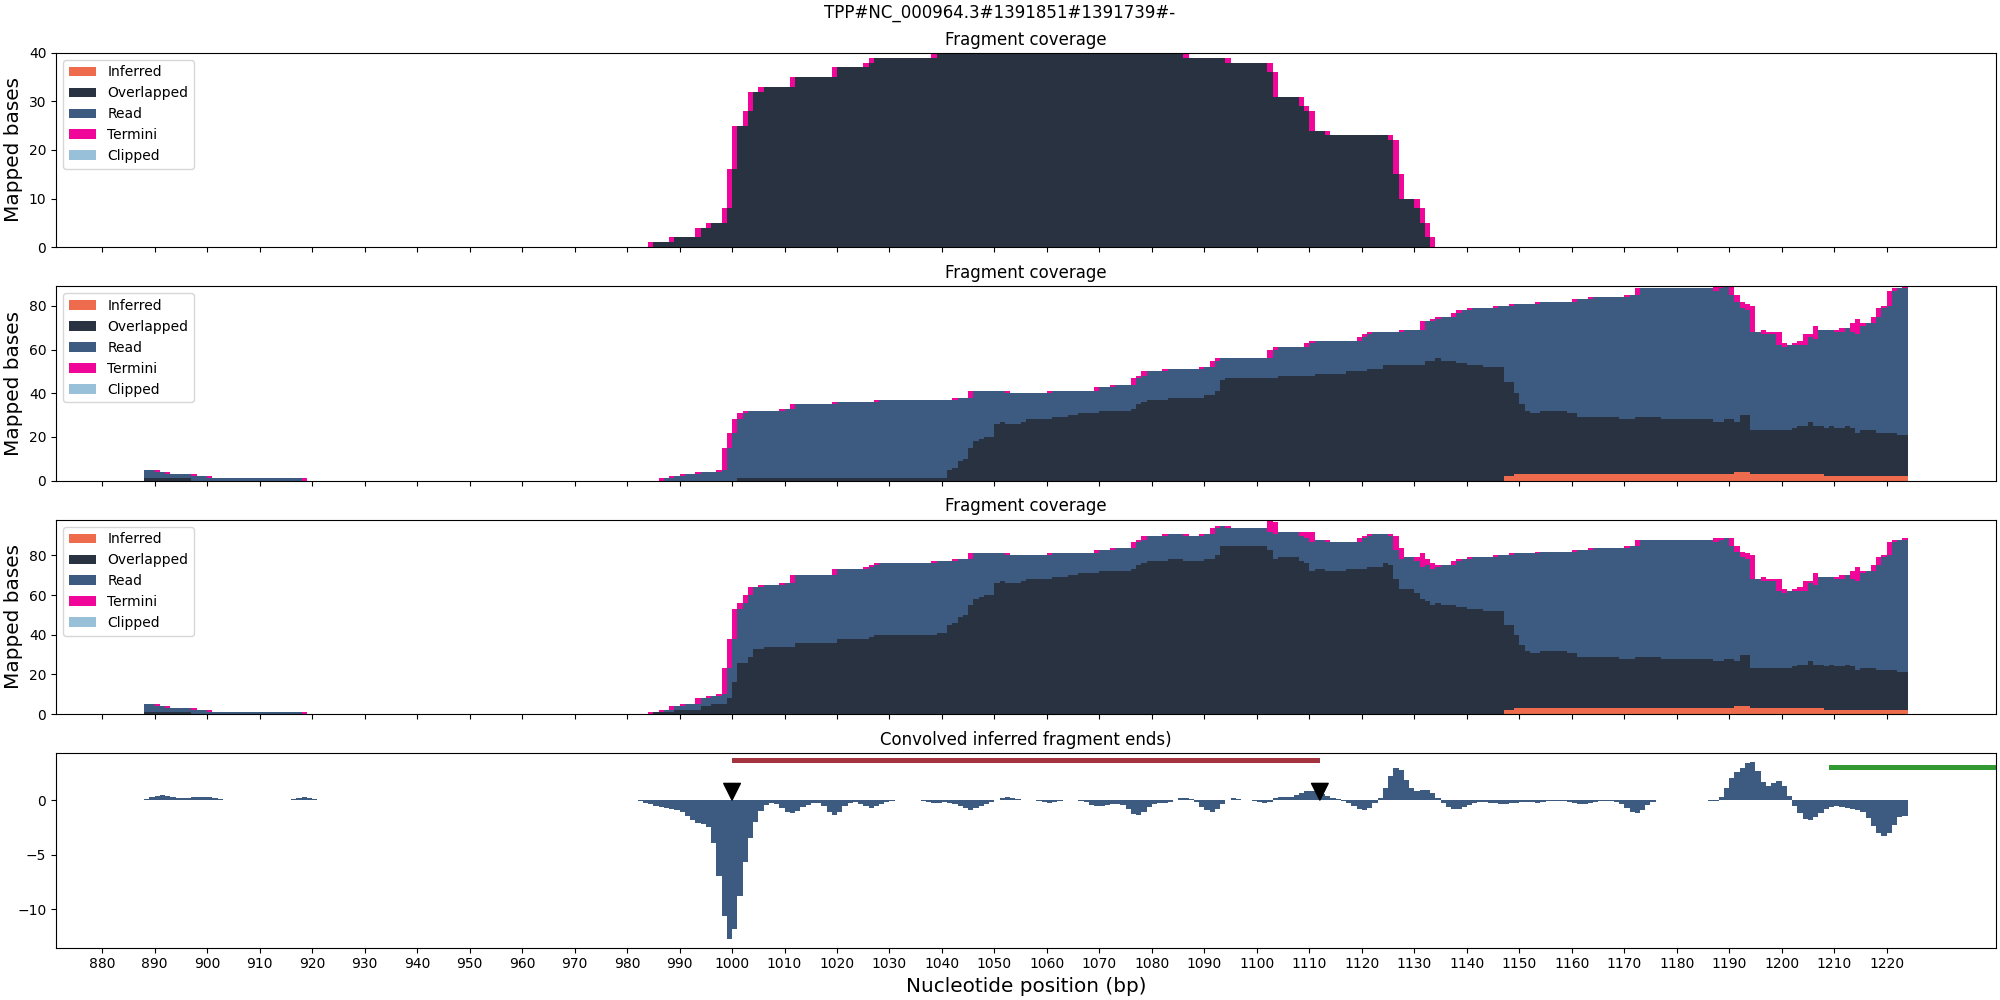 TPP#NC_000964.3#1391851#1391739#-
Fragment coverage
Mapped bases
40
30
20
10
0
Inferred
Overlapped
Read
Termini
Clipped
Fragment coverage
Mapped bases
80
60
40
20
0
Inferred
Overlapped
Read
Termini
Clipped
Fragment coverage
Mapped bases
80
60
40
20
0
Inferred
Overlapped
Read
Termini
Clipped
Convolved inferred fragment ends)
0
−5
−10
880 890 900 910 920 930 940 950 960 970 980 990 1000 1010 1020 1030 1040 1050 1060 1070 1080 1090 1100 1110 1120 1130 1140 1150 1160 1170 1180 1190 1200 1210 1220
Nucleotide position (bp)